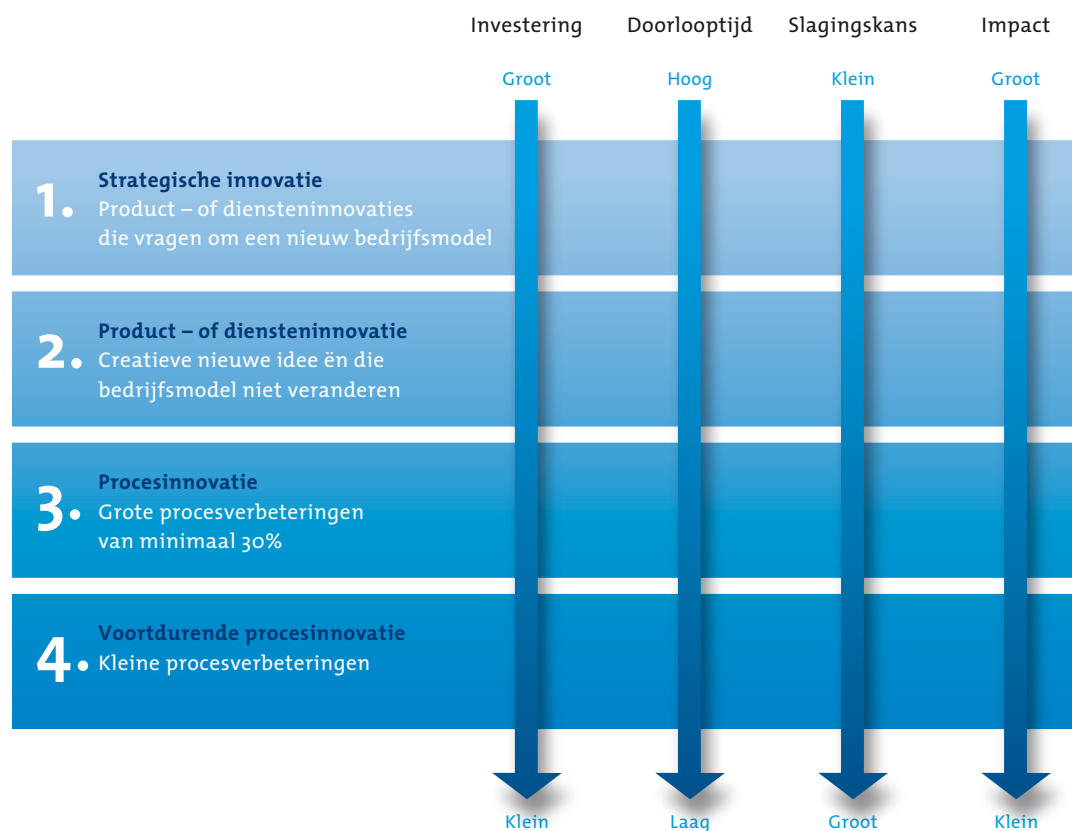 Investering Doorlooptijd Slagingskans Impact
Groot Hoog Klein Groot
1. Strategische innovatie
Product – of diensteninnovaties
die vragen om een nieuw bedrijfsmodel
2. Product – of diensteninnovatie
Creatieve nieuwe idee ën die
bedrijfsmodel niet veranderen
3. Procesinnovatie
Grote procesverbeteringen
van minimaal 30%
4. Voortdurende procesinnovatie
Kleine procesverbeteringen
Klein Laag Groot Klein